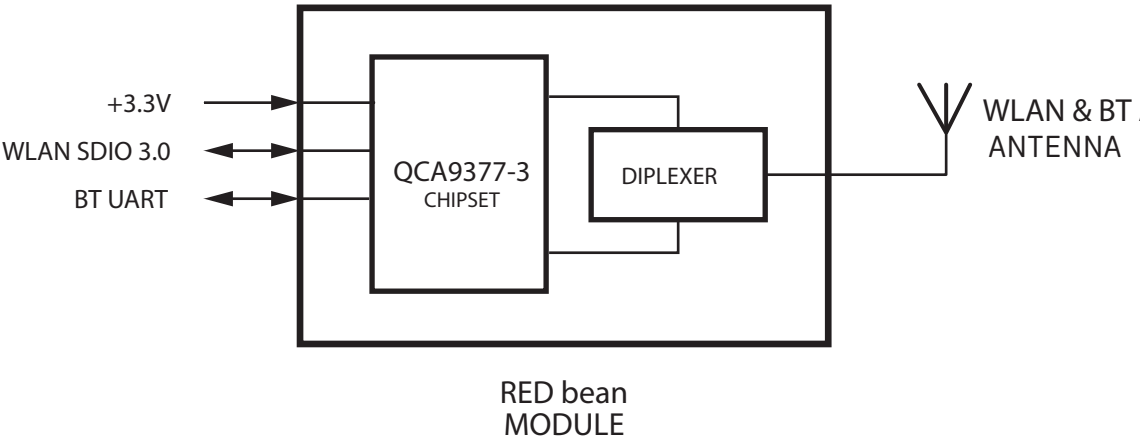 +3.3V
WLAN SDIO 3.0
BT UART
QCA9377-3
CHIPSET
DIPLEXER
WLAN & BT
ANTENNA
RED bean
MODULE